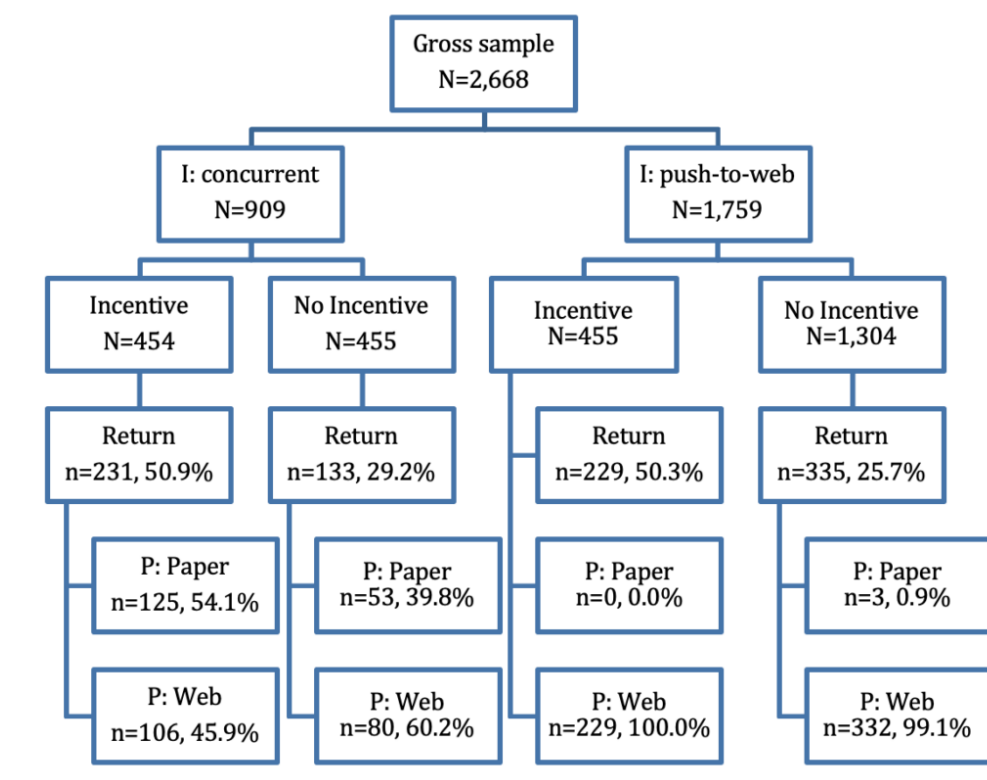 Gross sample
N=2,668
I: concurrent
N=909
I: push-to-web
N=1,759
Incentive
N=454
No Incentive
N=455
Incentive
N=455
No Incentive
N=1,304
Return
n=231, 50.9%
Return
n=133, 29.2%
Return
n=229, 50.3%
Return
n=335, 25.7%
P: Paper
n=125, 54.1%
P: Paper
n=53, 39.8%
P: Paper
n=0, 0.0%
P: Paper
n=3, 0.9%
P: Web
n=106, 45.9%
P: Web
n=80, 60.2%
P: Web
n=229, 100.0%
P: Web
n=332, 99.1%